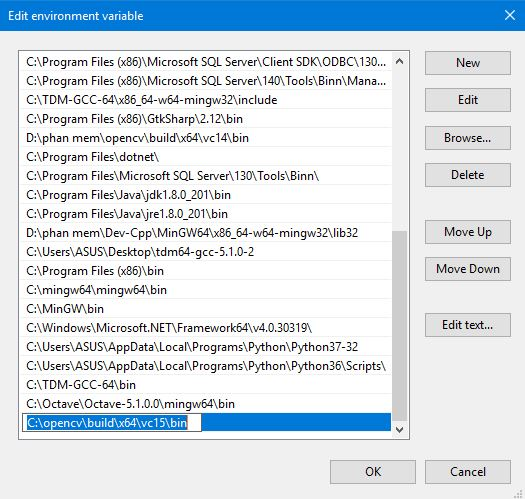 Edit environment variable
C:\Program Files (x86)\Microsoft SQL Server\Client SDK\ODBC\130...
C:\Program Files (x86)\Microsoft SQL Server\140\Tools\Binn\Mana...
C:\TDM-GCC-64\x86_64-w64-mingw32\include
C:\Program Files (x86)\GtkSharp\2.12\bin
D:\phan mem\opencv\build\x64\vc14\bin
C:\Program Files\dotnet\
C:\Program Files\Microsoft SQL Server\130\Tools\Binn\
C:\Program Files\Java\jdk1.8.0_201\bin
C:\Program Files\Java\jre1.8.0_201\bin
D:\phan mem\Dev-Cpp\MinGW64\x86_64-w64-mingw32\lib32
C:\Users\ASUS\Desktop\tdm64-gcc-5.1.0-2
C:\Program Files (x86)\bin
C:\mingw64\mingw64\bin
C:\MinGW\bin
C:\Windows\Microsoft.NET\Framework64\v4.0.30319\
C:\Users\ASUS\AppData\Local\Programs\Python\Python37-32
C:\Users\ASUS\AppData\Local\Programs\Python\Python36\Scripts\
C:\TDM-GCC-64\bin
C:\Octave\Octave-5.1.0.0\mingw64\bin
C:\opencv\build\x64\vc15\bin
New
Edit
Browse...
Delete
Move Up
Move Down
Edit text...
OK
Cancel